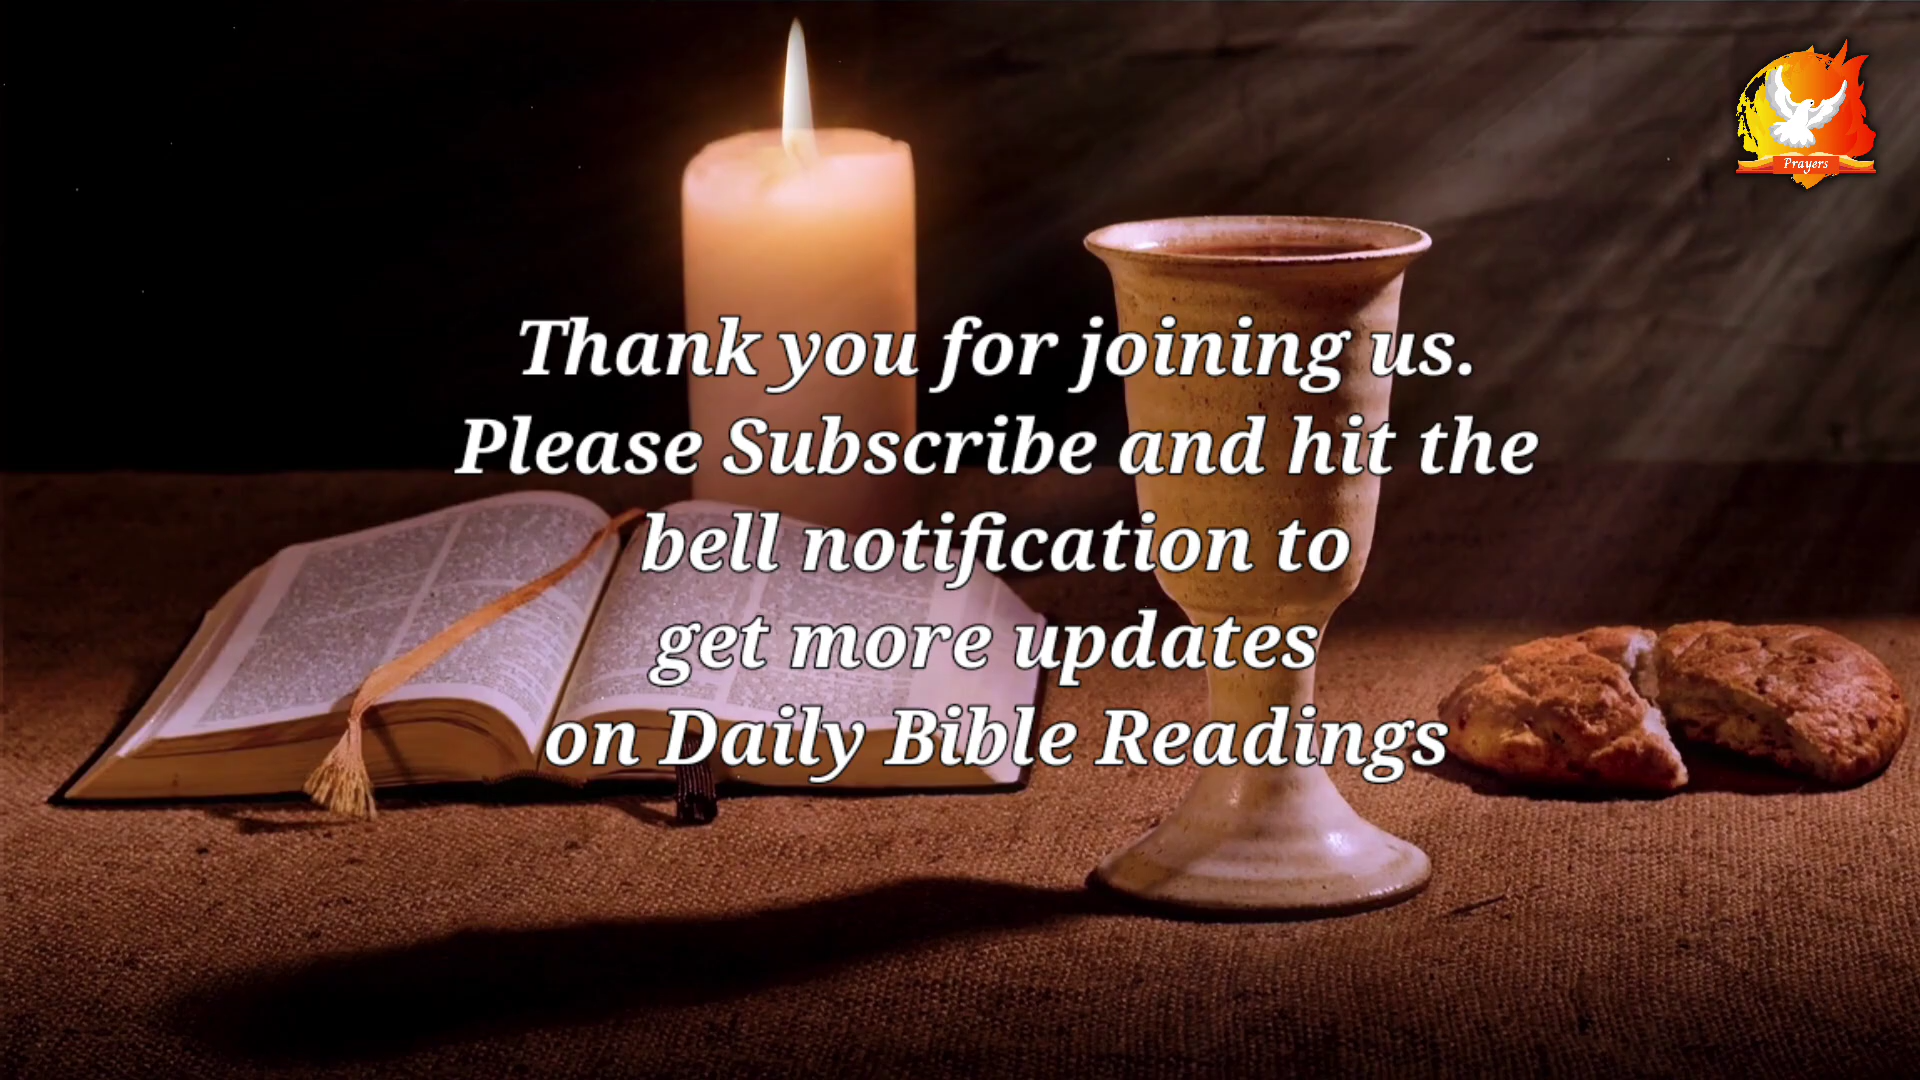 Prayers
Thank you for joining us.
Please Subscribe and hit the
bell notification to
get more updates
on Daily Bible Readings